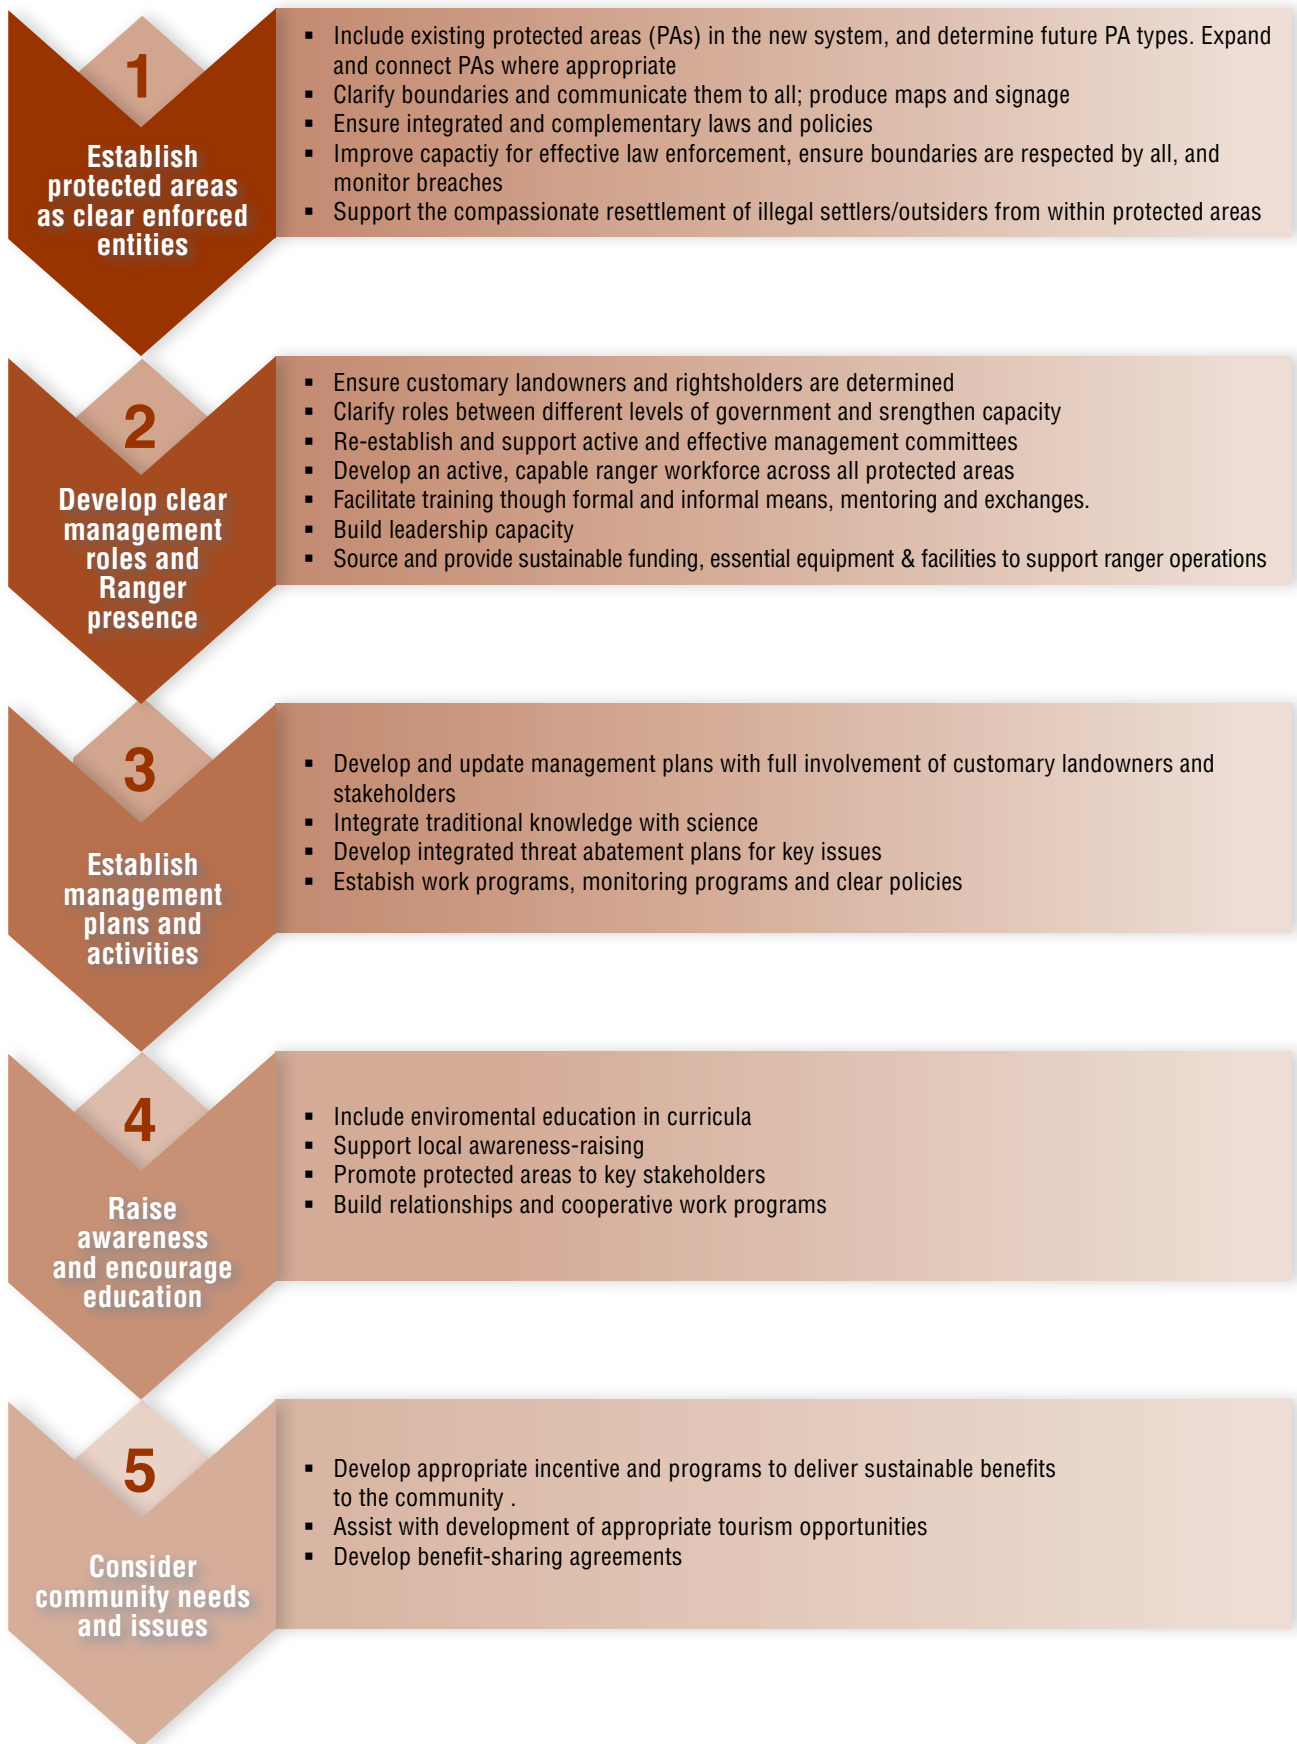 1
Establish
protected areas
as clear enforced
entities
▪ Include existing protected areas (PAs) in the new system, and determine future PA types. Expand
and connect PAs where appropriate
▪ Clarify boundaries and communicate them to all; produce maps and signage
▪ Ensure integrated and complementary laws and policies
▪ Improve capactiy for effective law enforcement, ensure boundaries are respected by all, and
monitor breaches
▪ Support the compassionate resettlement of illegal settlers/outsiders from within protected areas
2
Develop clear
management
roles and
Ranger
presence
▪ Ensure customary landowners and rightsholders are determined
▪ Clarify roles between different levels of government and srengthen capacity
▪ Re-establish and support active and effective management committees
▪ Develop an active, capable ranger workforce across all protected areas
▪ Facilitate training though formal and informal means, mentoring and exchanges.
▪ Build leadership capacity
▪ Source and provide sustainable funding, essential equipment & facilities to support ranger operations
3
Establish
management
plans and
activities
▪ Develop and update management plans with full involvement of customary landowners and
stakeholders
▪ Integrate traditional knowledge with science
▪ Develop integrated threat abatement plans for key issues
▪ Estabish work programs, monitoring programs and clear policies
4
Raise
awareness
and encourage
education
▪ Include enviromental education in curricula
▪ Support local awareness-raising
▪ Promote protected areas to key stakeholders
▪ Build relationships and cooperative work programs
5
Consider
community needs
and issues
▪ Develop appropriate incentive and programs to deliver sustainable benefits
to the community .
▪ Assist with development of appropriate tourism opportunities
▪ Develop benefit-sharing agreements